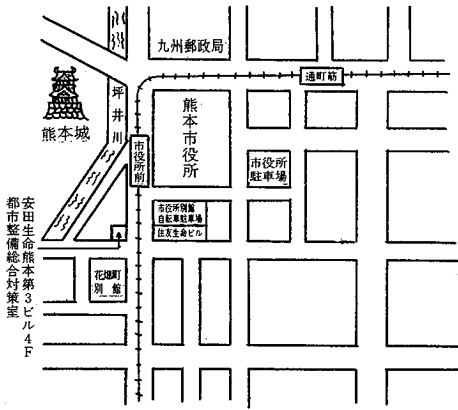 九州郵政局
通町筋
坪井川
熊本城
熊本市役所
市役所前
市役所
駐車場
市役所別館
自転車駐車場
住友生命ビル
花畑町
別館
安田生命熊本第3ビル4F
都市整備総合対策室